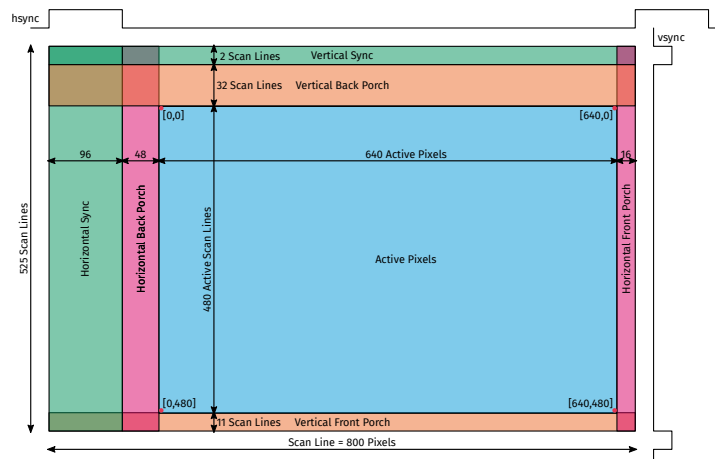 hsync
vsync
2 Scan Lines Vertical Sync
32 Scan Lines Vertical Back Porch
[0,0]
[640,0]
96
48
640 Active Pixels
16
525 Scan Lines
Horizontal Sync
Horizontal Back Porch
480 Active Scan Lines
Active Pixels
Horizontal Front Porch
[0,480]
[640,480]
11 Scan Lines Vertical Front Porch
Scan Line = 800 Pixels